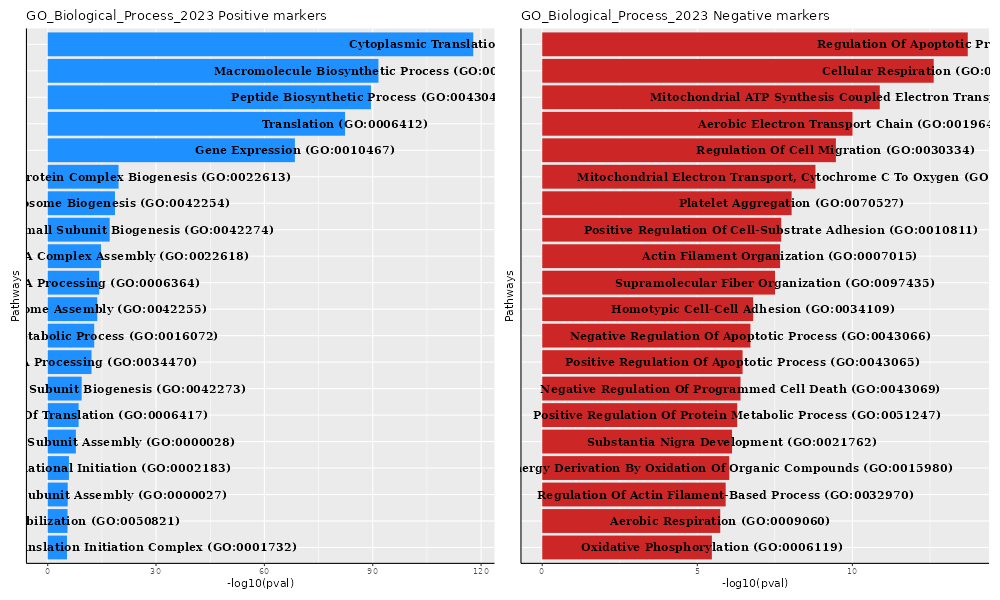 GO_Biological_Process_2023 Positive markers
Cytoplasmic Translatio
Macromolecule Biosynthetic Process (GO:00
Peptide Biosynthetic Process (GO:004304
Translation (GO:0006412)
Gene Expression (GO:0010467)
rotein Complex Biogenesis (GO:0022613)
osome Biogenesis (GO:0042254)
mall Subunit Biogenesis (GO:0042274)
A Complex Assembly (GO:0022618)
A Processing (GO:0006364)
ome Assembly (GO:0042255)
tabolic Process (GO:0016072)
A Processing (GO:0034470)
Subunit Biogenesis (GO:0042273)
Of Translation (GO:0006417)
Subunit Assembly (GO:0000028)
ational Initiation (GO:0002183)
ubunit Assembly (GO:0000027)
bilization (GO:0050821)
nslation Initiation Complex (GO:0001732)
Pathways
0 30 60 90 120
-log10(pval)
GO_Biological_Process_2023 Negative markers
Regulation Of Apoptotic Pr
Cellular Respiration (GO:0
Mitochondrial ATP Synthesis Coupled Electron Trans
Aerobic Electron Transport Chain (GO:001964
Regulation Of Cell Migration (GO:0030334)
Mitochondrial Electron Transport, Cytochrome C To Oxygen (GO
Platelet Aggregation (GO:0070527)
Positive Regulation Of Cell-Substrate Adhesion (GO:0010811)
Actin Filament Organization (GO:0007015)
Supramolecular Fiber Organization (GO:0097435)
Homotypic Cell-Cell Adhesion (GO:0034109)
Negative Regulation Of Apoptotic Process (GO:0043066)
Positive Regulation Of Apoptotic Process (GO:0043065)
Negative Regulation Of Programmed Cell Death (GO:0043069)
Positive Regulation Of Protein Metabolic Process (GO:0051247)
Substantia Nigra Development (GO:0021762)
ergy Derivation By Oxidation Of Organic Compounds (GO:0015980)
Regulation Of Actin Filament-Based Process (GO:0032970)
Aerobic Respiration (GO:0009060)
Oxidative Phosphorylation (GO:0006119)
Pathways
0 5 10
-log10(pval)